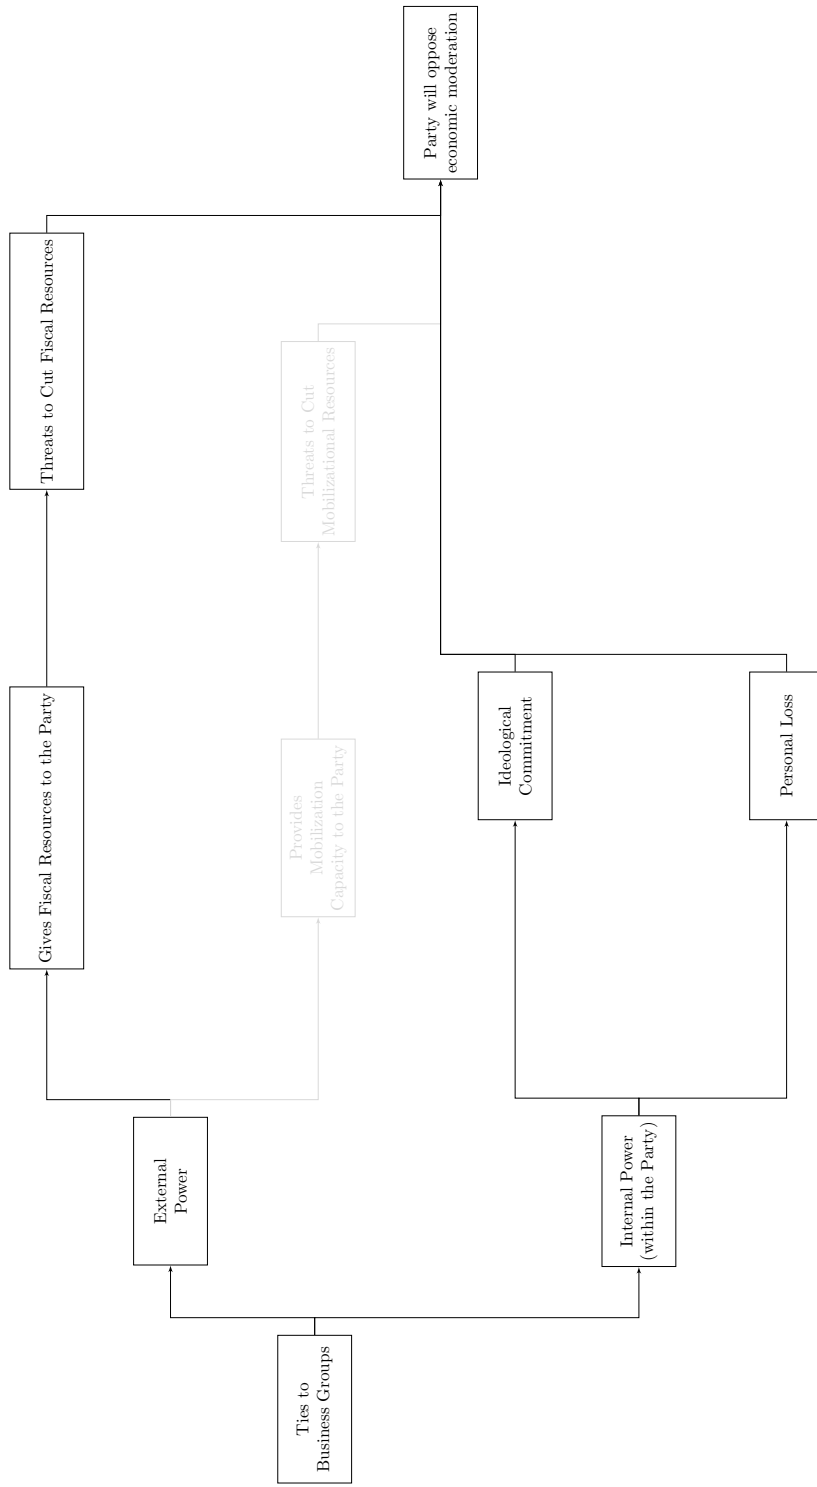 Ties to
Business Groups
External
Power
Internal Power
(within the Party)
Gives Fiscal Resources to the Party
Provides
Mobilization
Capacity to the Party
Ideological
Commitment
Personal Loss
Threats to Cut Fiscal Resources
Threats to Cut
Mobilizational Resources
Party will oppose
economic moderation